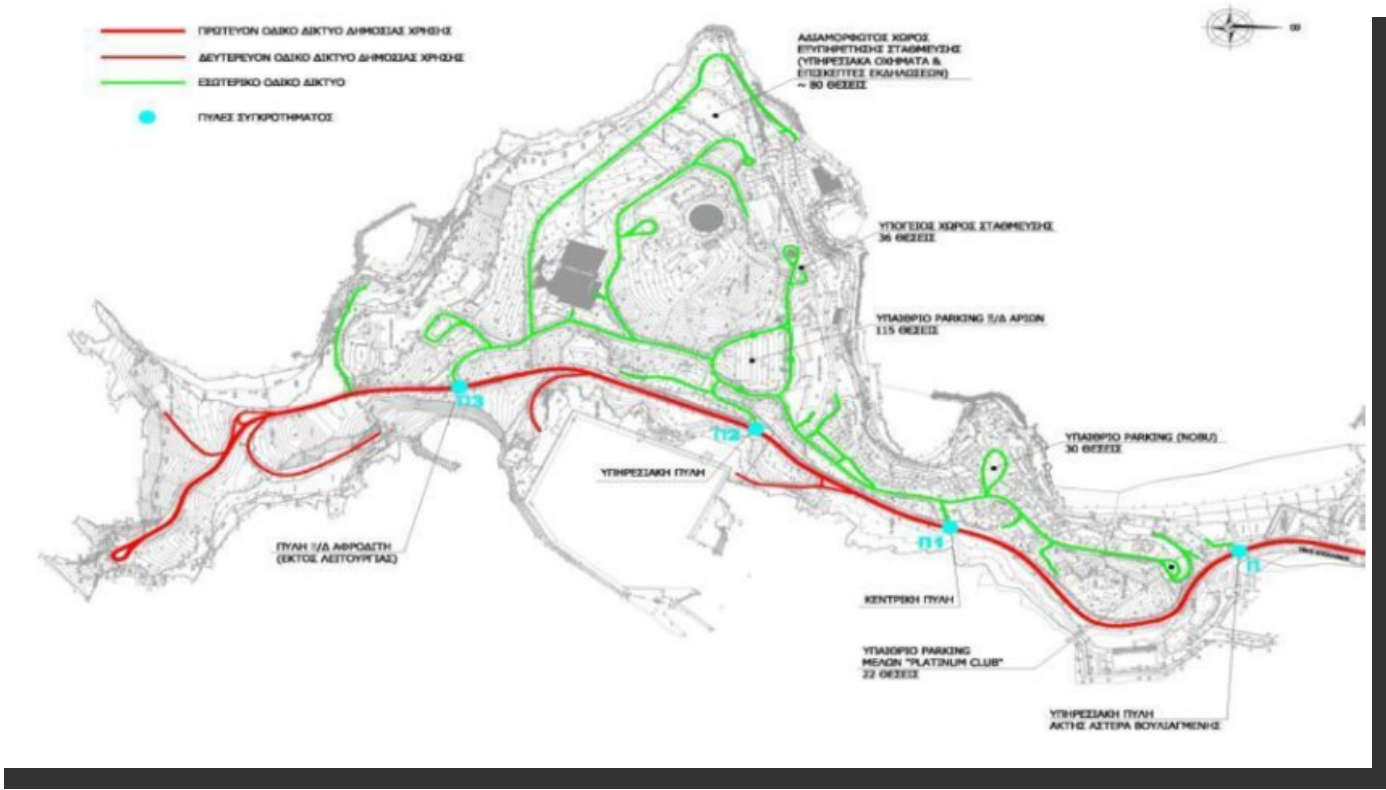 ΠΡΩΤΕΥΟΝ ΟΔΙΚΟ ΔΙΚΤΥΟ ΔΗΜΟΣΙΑΣ ΧΡΗΣΗΣ
ΔΕΥΤΕΡΕΥΟΝ ΟΔΙΚΟ ΔΙΚΤΥΟ ΔΗΜΟΣΙΑΣ ΧΡΗΣΗΣ
ΕΣΩΤΕΡΙΚΟ ΟΔΙΚΟ ΔΙΚΤΥΟ
ΠΥΛΕΣ ΣΥΓΚΡΟΤΗΜΑΤΟΣ
ΑΔΙΑΜΟΡΦΩΤΟΣ ΧΩΡΟΣ
ΕΞΥΠΗΡΕΤΗΣΗΣ ΣΤΑΘΜΕΥΣΗΣ
(ΥΠΗΡΕΣΙΑΚΑ ΟΧΗΜΑΤΑ &
ΕΠΙΣΚΕΠΤΕΣ ΕΚΔΗΛΩΣΕΩΝ)
~ 80 ΘΕΣΕΙΣ
ΥΠΟΓΕΙΟΣ ΧΩΡΟΣ ΣΤΑΘΜΕΥΣΗΣ
36 ΘΕΣΕΙΣ
ΥΠΑΙΘΡΙΟ PARKING Ξ/Δ ΑΡΙΩΝ
115 ΘΕΣΕΙΣ
Π3
Π2
ΥΠΑΙΘΡΙΟ PARKING (NOBU)
30 ΘΕΣΕΙΣ
ΥΠΗΡΕΣΙΑΚΗ ΠΥΛΗ
ΠΥΛΗ Ξ/Δ ΑΦΡΟΔΙΤΗ
(ΕΚΤΟΣ ΛΕΙΤΟΥΡΓΙΑΣ)
Π1
Π
ΚΕΝΤΡΙΚΗ ΠΥΛΗ
ΥΠΑΙΘΡΙΟ PARKING
ΜΕΛΩΝ "PLATINUM CLUB"
22 ΘΕΣΕΙΣ
ΥΠΗΡΕΣΙΑΚΗ ΠΥΛΗ
ΑΚΤΗΣ ΑΣΤΕΡΑ ΒΟΥΛΙΑΓΜΕΝΗΣ